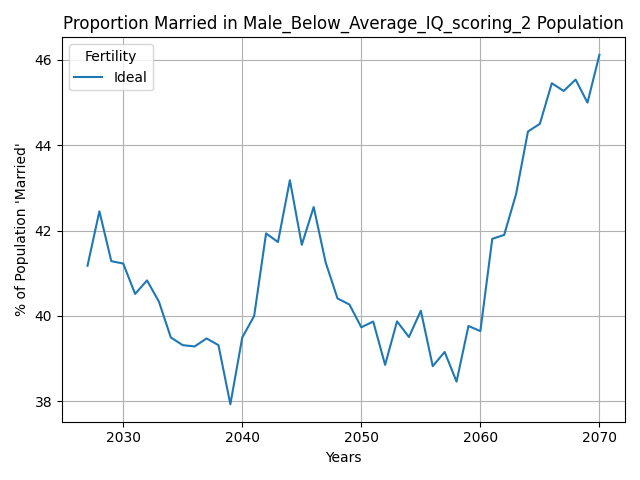 Proportion Married in Male_Below_Average_IQ_scoring_2 Population
Fertility
Ideal
% of Population 'Married'
46
44
42
40
38
2030
2040
2050
2060
2070
Years